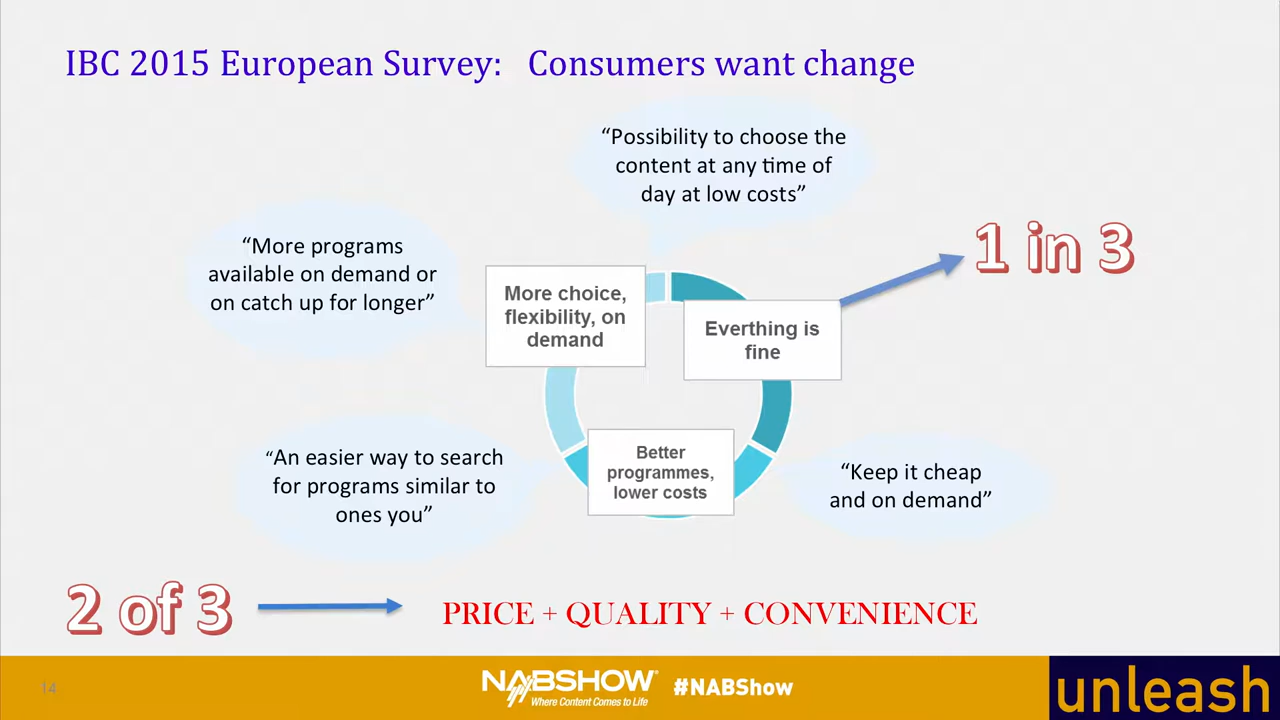 IBC 2015 European Survey: Consumers want change
“Possibility to choose the
content at any time of
day at low costs”
“More programs
available on demand or
on catch up for longer”
1 in 3
More choice,
flexibility, on
demand
Everthing is
fine
Better
programmes,
lower costs
“An easier way to search
for programs similar to
ones you”
“Keep it cheap
and on demand”
2 of 3
PRICE + QUALITY + CONVENIENCE
14
NABSHOW®
Where Content Comes to Life
#NABShow
unleash